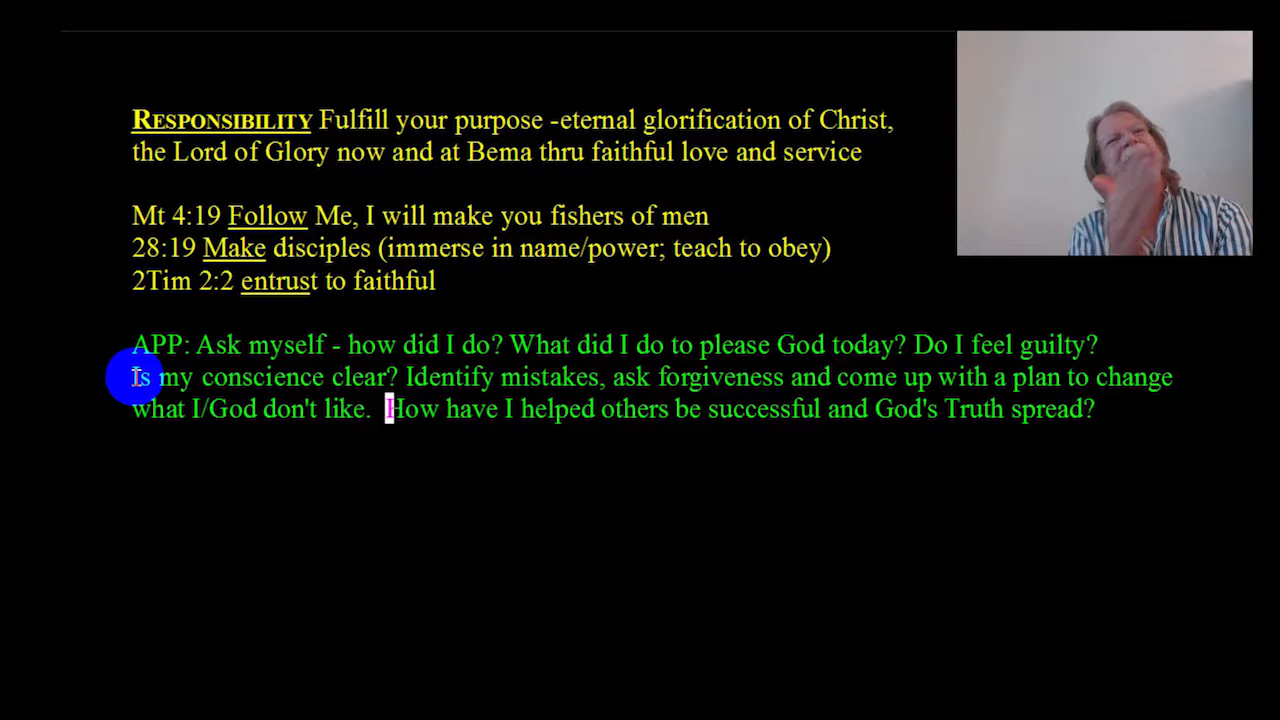 RESPONSIBILITY Fulfill your purpose -eternal glorification of Christ,
the Lord of Glory now and at Bema thru faithful love and service
Mt 4:19 Follow Me, I will make you fishers of men
28:19 Make disciples (immerse in name/power; teach to obey)
2Tim 2:2 entrust to faithful
APP: Ask myself - how did I do? What did I do to please God today? Do I feel guilty?
Is my conscience clear? Identify mistakes, ask forgiveness and come up with a plan to change
what I/God don't like.  How have I helped others be successful and God's Truth spread?